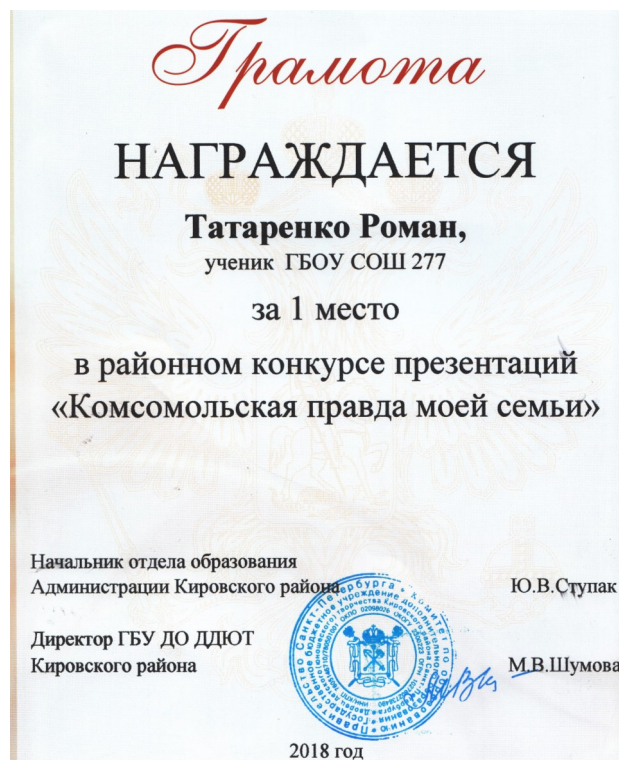 Грамота
НАГРАЖДАЕТСЯ
Татаренко Роман,
ученик ГБОУ СОШ 277
за 1 место
в районном конкурсе презентаций
«Комсомольская правда моей семьи»
Начальник отдела образования
Администрации Кировского района Ю.В.Ступак
Директор ГБУ ДО ДДЮТ
Кировского района М.В.Шумова
2018 год